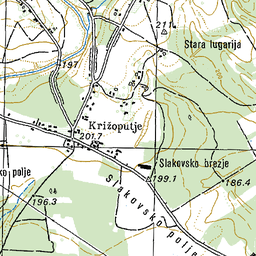 211
Stara lugarija
197
Križoputje
201.7
Slakovsko brezje
ko polje
199.1
186.4
196.3
Slakovsko polje